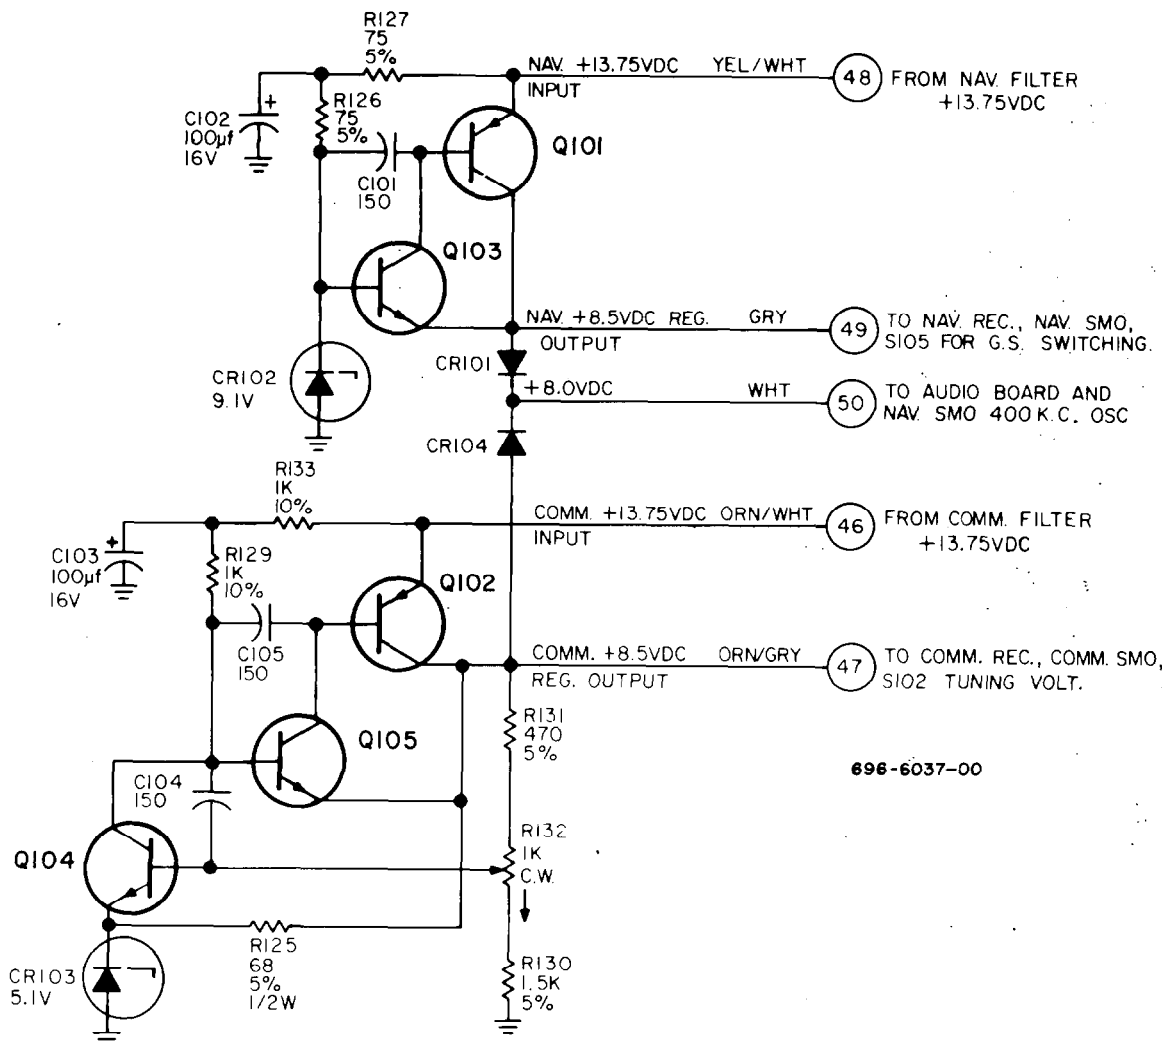 R127
75
5%
NAV. +13.75VDC YEL/WHT
INPUT
48
FROM NAV. FILTER
+13.75VDC
+
C102
100µf
16V
R126
75
5%
Q101
C101
150
Q103
NAV. +8.5VDC REG. GRY
OUTPUT
49
TO NAV. REC., NAV. SMO,
S105 FOR G.S. SWITCHING.
CR101
CR102
9.1V
+8.0VDC WHT
50
TO AUDIO BOARD AND
NAV. SMO 400 K.C. OSC
CR104
R133
1K
10%
COMM. +13.75VDC ORN/WHT
INPUT
46
FROM COMM. FILTER
+13.75VDC
+
C103
100µf
16V
R129
1K
10%
Q102
C105
150
COMM. +8.5VDC ORN/GRY
REG. OUTPUT
47
TO COMM. REC., COMM. SMO,
S102 TUNING VOLT.
R131
470
5%
Q105
696-6037-00
C104
150
Q104
R132
1K
C.W.
R125
68
5%
1/2W
CR103
5.1V
R130
1.5K
5%